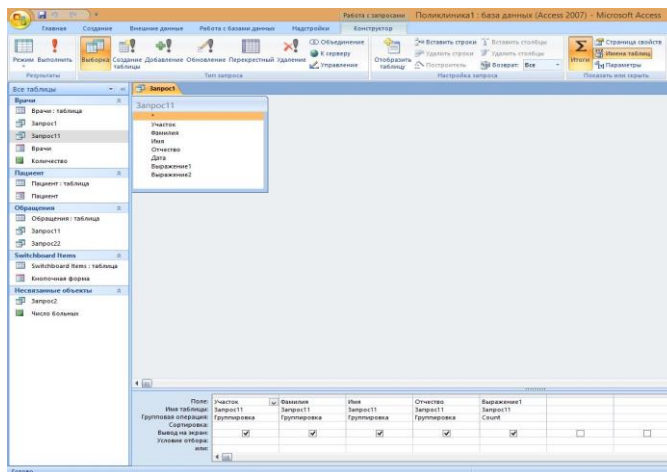 Работа с запросами Поликлиника1 : база данных (Access 2007) - Microsoft Access
Главная Создание Внешние данные Работа с базами данных Надстройки Конструктор
Режим Выполнить Выборка Создание таблицы Добавление Обновление Перекрестный Удаление
Объединение
К серверу
Управление
Отобразить таблицу
Вставить строки
Удалить строки
Построитель
Вставить столбцы
Удалить столбцы
Возврат: Все
Итоги
Страница свойств
Имена таблиц
Параметры
Результаты Тип запроса Настройка запроса Показать или скрыть
Все таблицы
Врачи
Врачи : таблица
Запрос1
Запрос11
Врачи
Количество
Пациент
Пациент : таблица
Пациент
Обращения
Обращения : таблица
Запрос11
Запрос22
Switchboard Items
Switchboard Items : таблица
Кнопочная форма
Несвязанные объекты
Запрос2
Число больных
Запрос1
Запрос11
*
Участок
Фамилия
Имя
Отчество
Дата
Выражение1
Выражение2
Поле: Участок Фамилия Имя Отчество Выражение1
Имя таблицы: Запрос11 Запрос11 Запрос11 Запрос11 Запрос11
Групповая операция: Группировка Группировка Группировка Группировка Count
Сортировка:
Вывод на экран:
Условие отбора:
или:
Готово